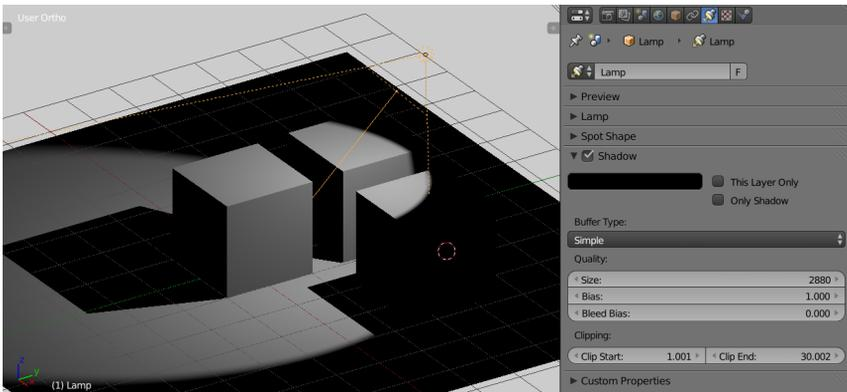 User Ortho
Lamp
Lamp
Lamp
F
Preview
Lamp
Spot Shape
Shadow
This Layer Only
Only Shadow
Buffer Type:
Simple
Quality:
Size: 2880
Bias: 1.000
Bleed Bias: 0.000
Clipping:
Clip Start: 1.001 Clip End: 30.002
Custom Properties
z
y
x
(1) Lamp